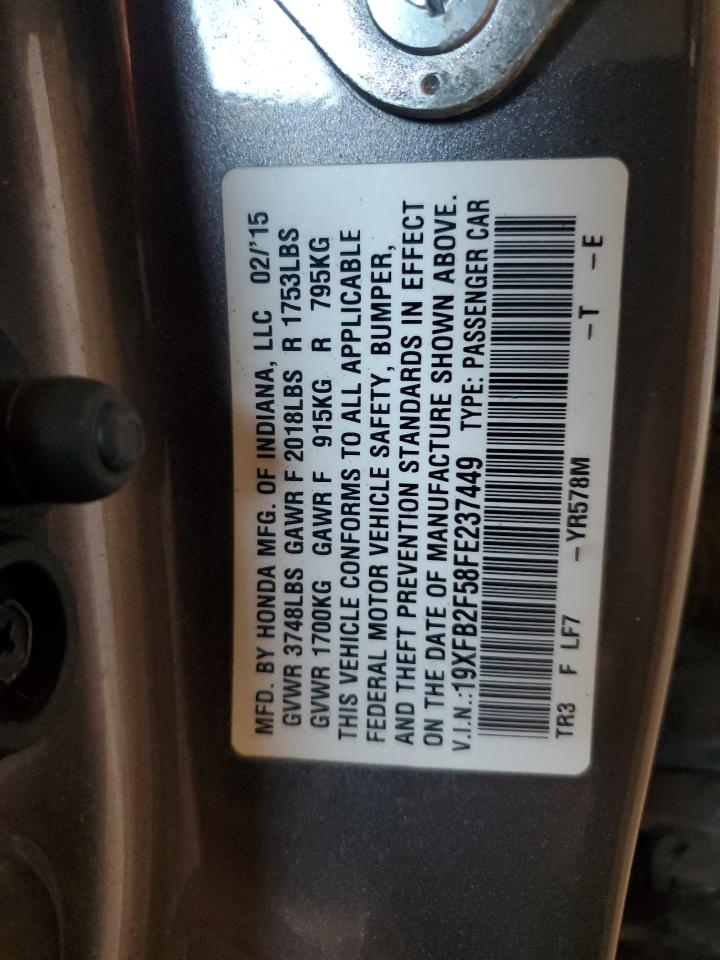 MFD. BY HONDA MFG. OF INDIANA, LLC 02/'15
GVWR 3748LBS GAWR F 2018LBS R 1753LBS
GVWR 1700KG GAWR F 915KG R 795KG
THIS VEHICLE CONFORMS TO ALL APPLICABLE
FEDERAL MOTOR VEHICLE SAFETY, BUMPER,
AND THEFT PREVENTION STANDARDS IN EFFECT
ON THE DATE OF MANUFACTURE SHOWN ABOVE.
V.I.N.:19XFB2F58FE237449 TYPE: PASSENGER CAR
TR3 F LF7 -YR578M -T -E